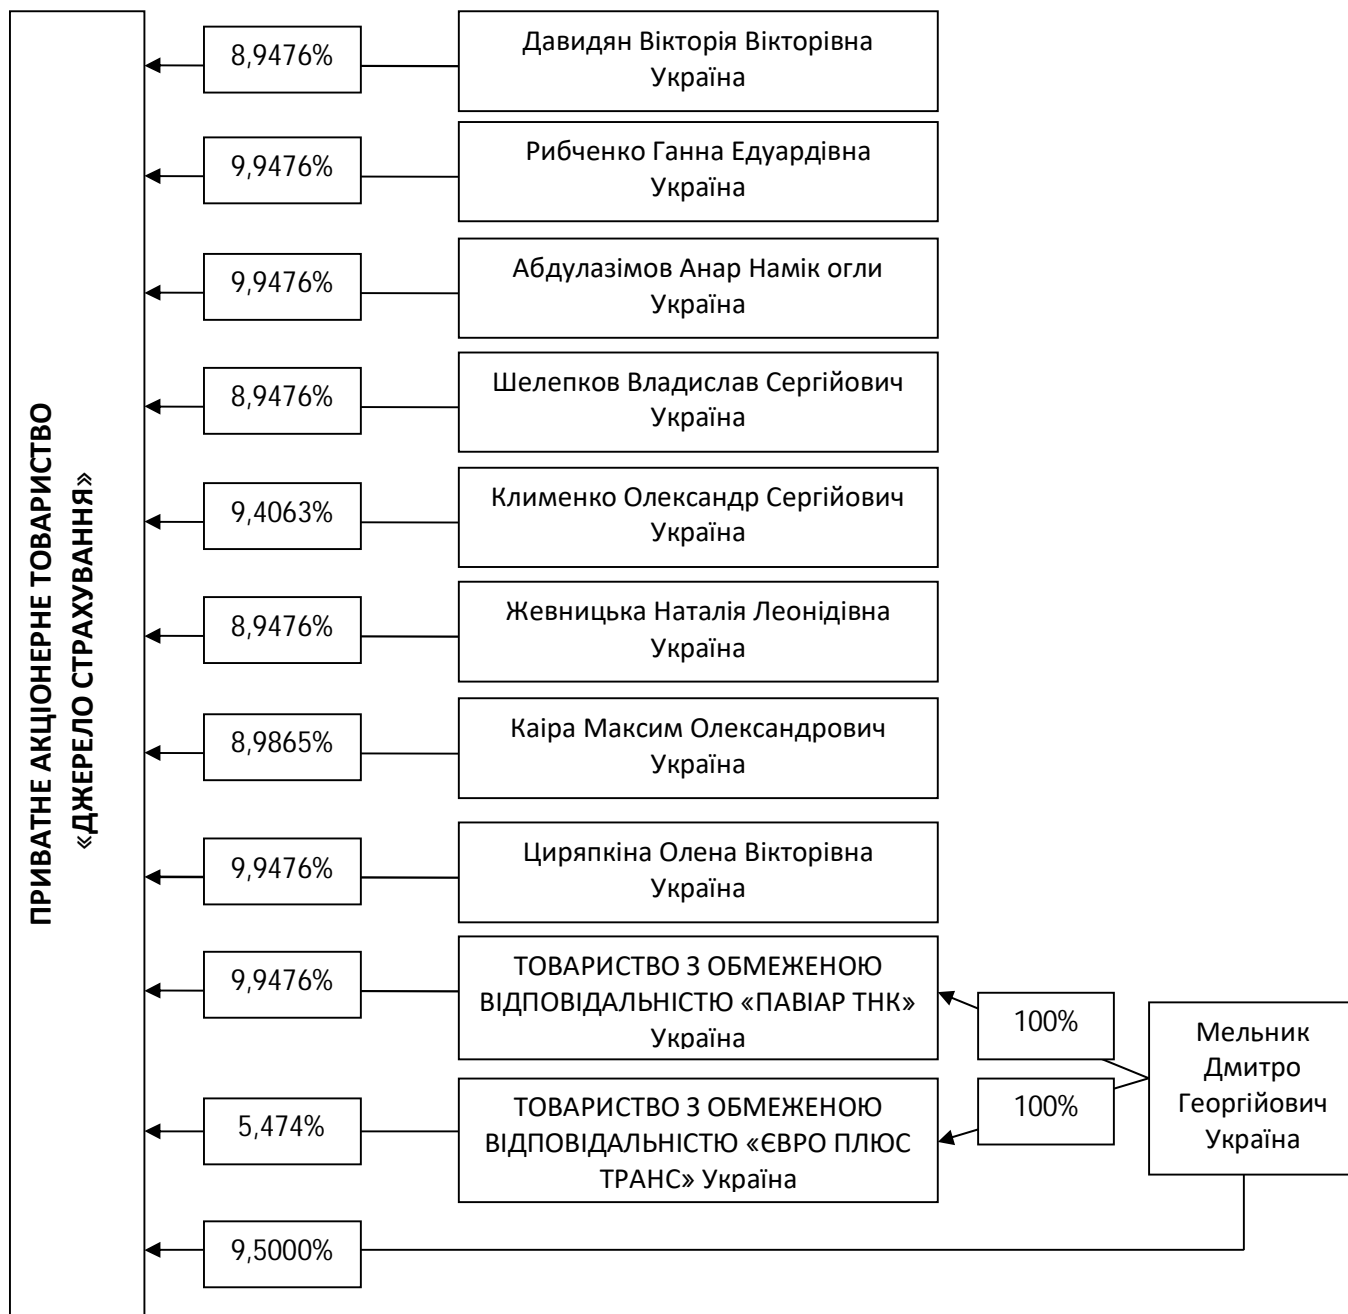 ПРИВАТНЕ АКЦІОНЕРНЕ ТОВАРИСТВО
«ДЖЕРЕЛО СТРАХУВАННЯ»
8,9476%
Давидян Вікторія Вікторівна
Україна
9,9476%
Рибченко Ганна Едуардівна
Україна
9,9476%
Абдулазімов Анар Намік огли
Україна
8,9476%
Шелепков Владислав Сергійович
Україна
9,4063%
Клименко Олександр Сергійович
Україна
8,9476%
Жевницька Наталія Леонідівна
Україна
8,9865%
Каіра Максим Олександрович
Україна
9,9476%
Циряпкіна Олена Вікторівна
Україна
9,9476%
ТОВАРИСТВО З ОБМЕЖЕНОЮ
ВІДПОВІДАЛЬНІСТЮ «ПАВІАР ТНК»
Україна
100%
5,474%
ТОВАРИСТВО З ОБМЕЖЕНОЮ
ВІДПОВІДАЛЬНІСТЮ «ЄВРО ПЛЮС
ТРАНС» Україна
100%
Мельник
Дмитро
Георгійович
Україна
9,5000%